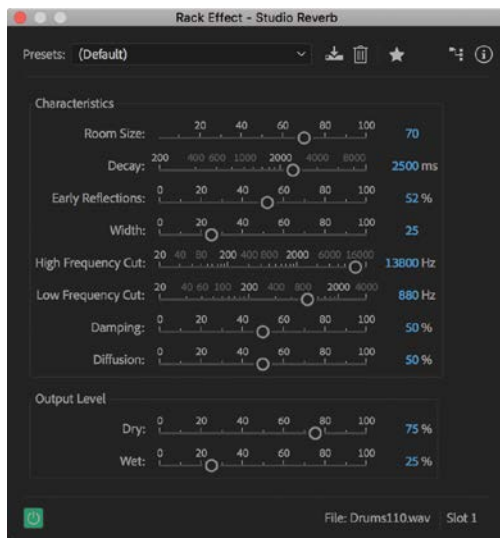 Rack Effect - Studio Reverb
Presets: (Default)
Characteristics
Room Size: 20 40 60 80 100 70
Decay: 200 400 600 1000 2000 4000 8000 2500 ms
Early Reflections: 0 20 40 60 80 100 52 %
Width: 0 20 40 60 80 100 25
High Frequency Cut: 20 40 80 200 400 800 2000 6000 16000 13800 Hz
Low Frequency Cut: 20 40 60 100 200 400 800 2000 4000 880 Hz
Damping: 0 20 40 60 80 100 50 %
Diffusion: 0 20 40 60 80 100 50 %
Output Level
Dry: 0 20 40 60 80 100 75 %
Wet: 0 20 40 60 80 100 25 %
File: Drums110.wav Slot 1